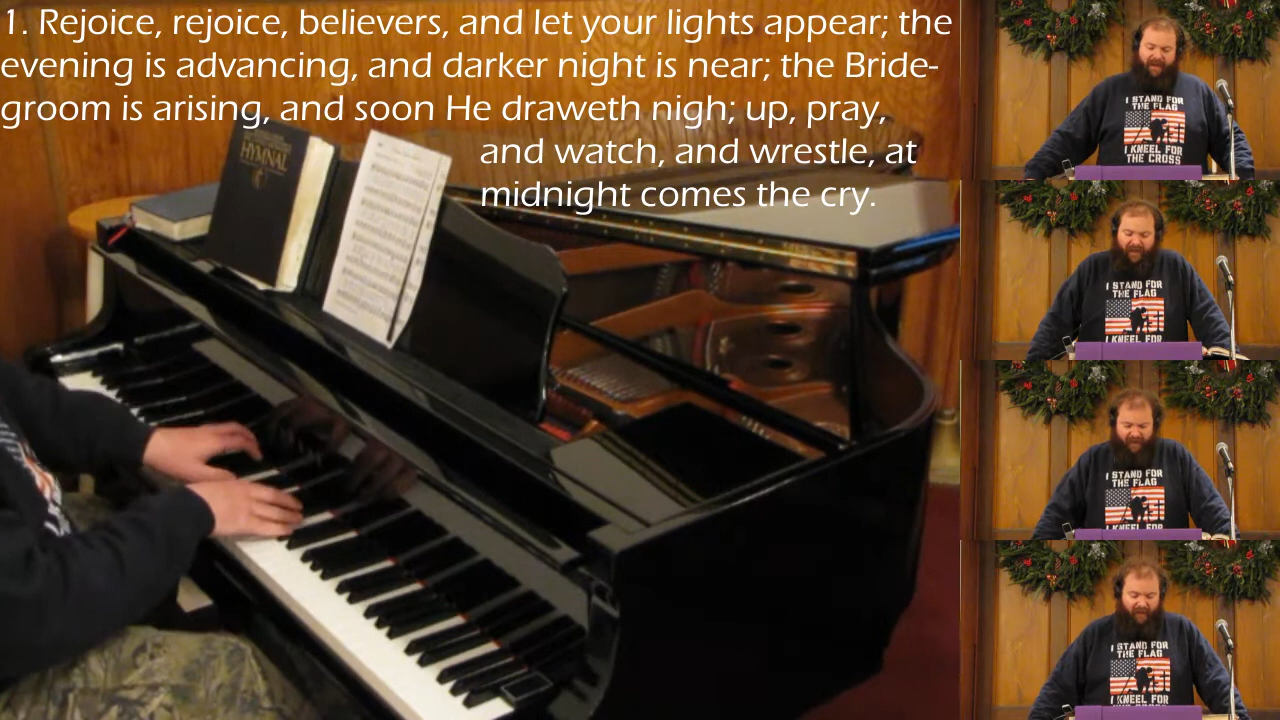 1. Rejoice, rejoice, believers, and let your lights appear; the
evening is advancing, and darker night is near; the Bride-
groom is arising, and soon He draweth nigh; up, pray,
and watch, and wrestle, at
midnight comes the cry.
HYMNAL
I STAND FOR
THE FLAG
I KNEEL FOR
THE CROSS
I STAND FOR
THE FLAG
I KNEEL FOR
I STAND FOR
THE FLAG
I KNEEL FOR
I STAND FOR
THE FLAG
I KNEEL FOR